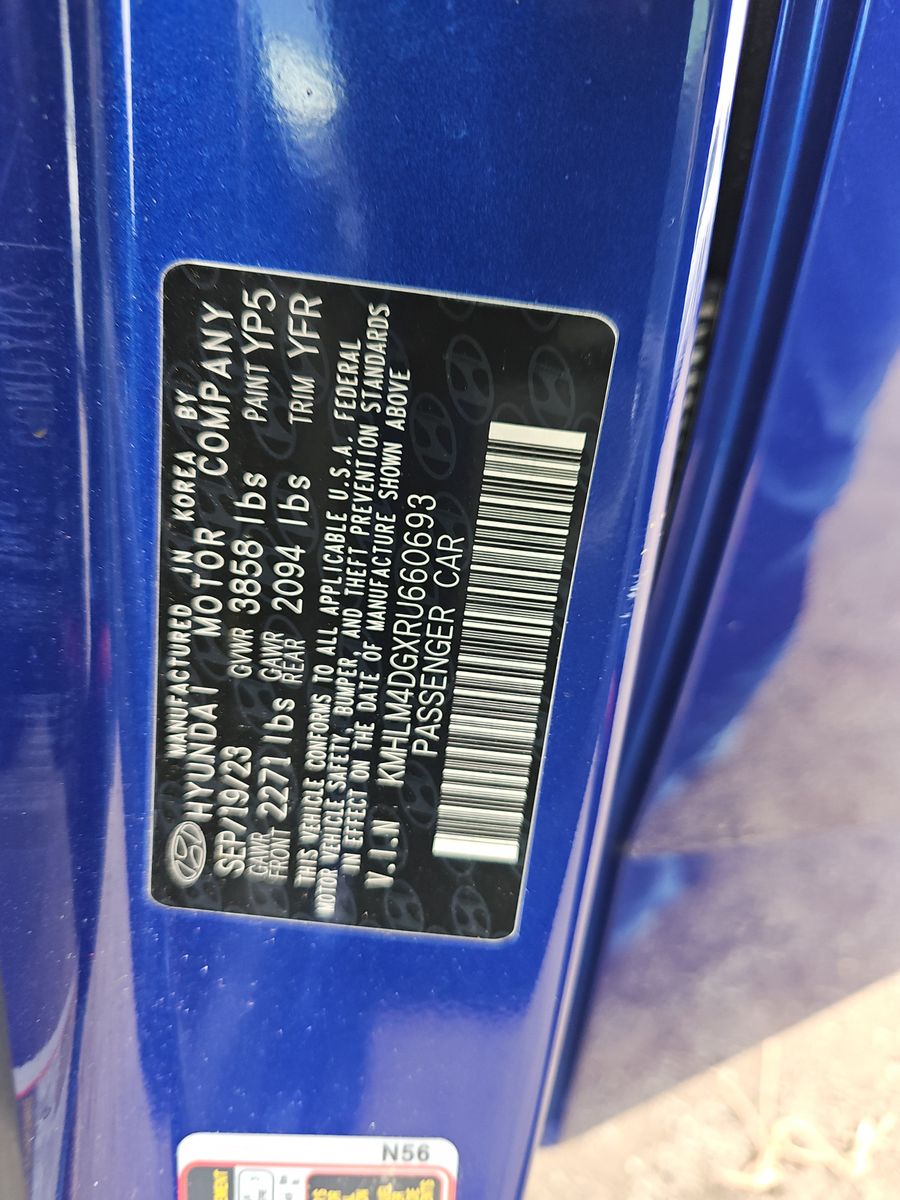 MANUFACTURED IN KOREA BY
HYUNDAI MOTOR COMPANY
SEP/19/23 GVWR 3858 lbs PAINT YP5
GAWR FRONT 2271 lbs GAWR REAR 2094 lbs TRIM YFR
THIS VEHICLE CONFORMS TO ALL APPLICABLE U.S.A. FEDERAL
MOTOR VEHICLE SAFETY, BUMPER, AND THEFT PREVENTION STANDARDS
IN EFFECT ON THE DATE OF MANUFACTURE SHOWN ABOVE
V.I.N KMHLM4DGXRU660693
PASSENGER CAR
N56